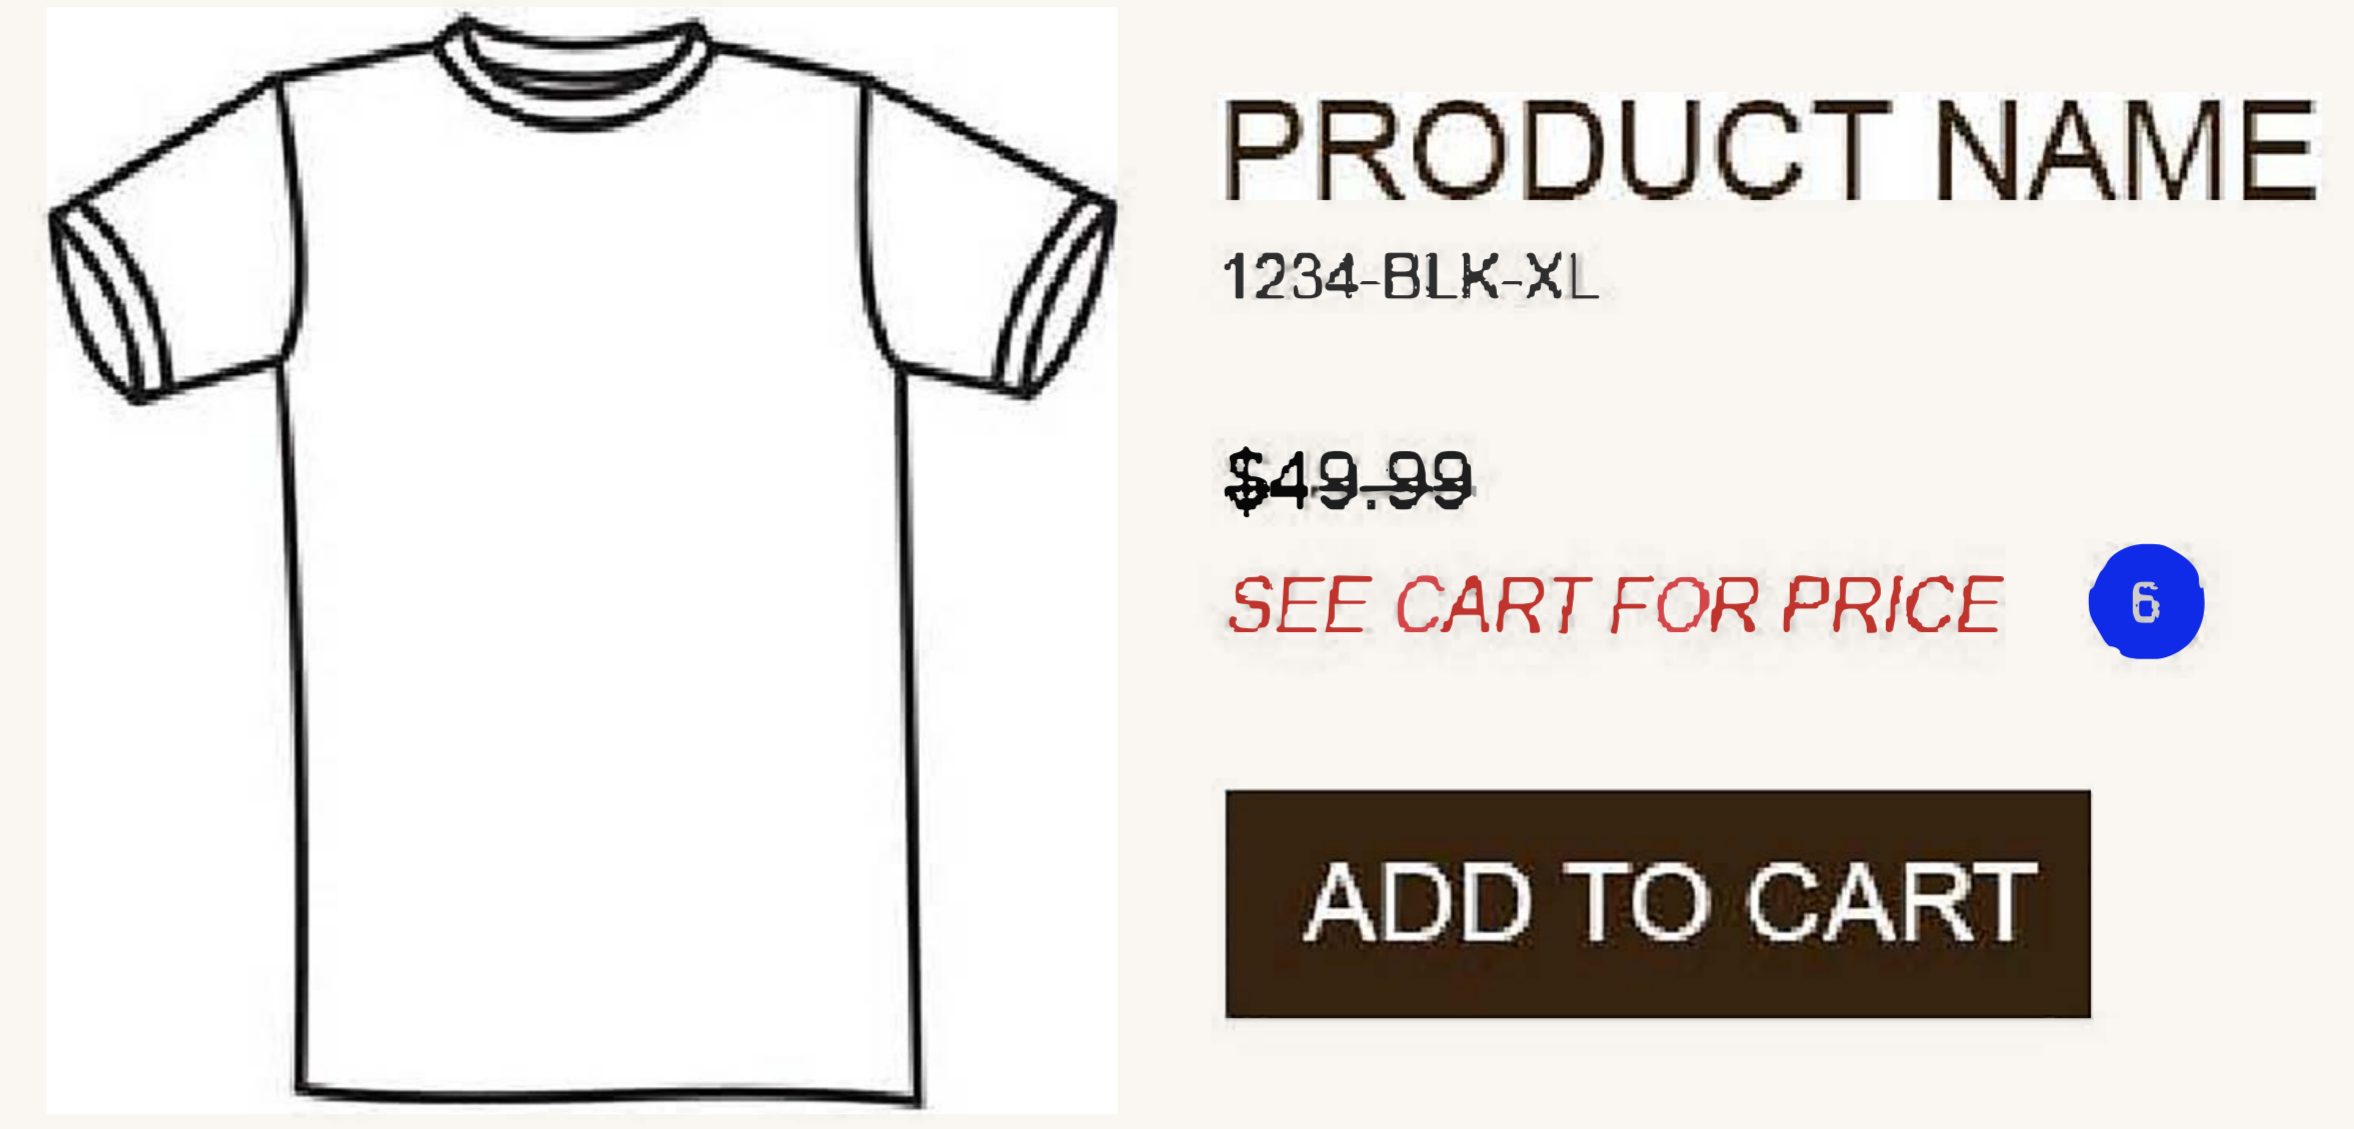 PRODUCT NAME
1234-BLK-XL
$49.99
SEE CART FOR PRICE
6
ADD TO CART